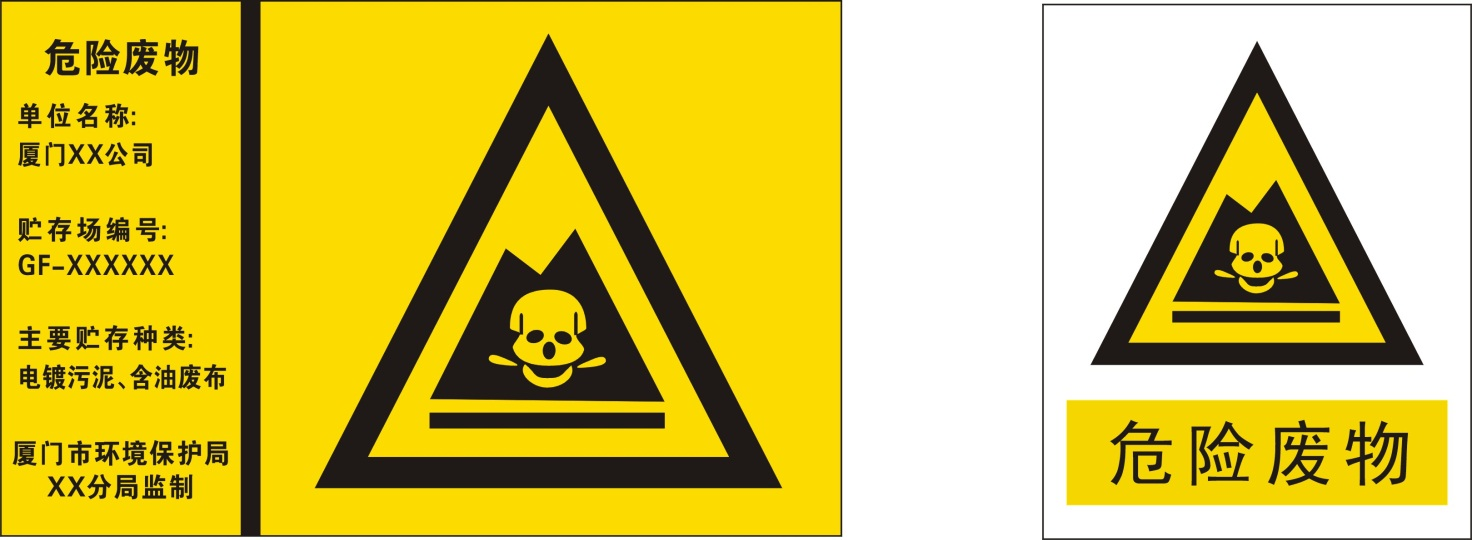 危险废物
单位名称:
厦门XX公司
贮存场编号:
GF-XXXXXX
主要贮存种类:
电镀污泥、含油废布
厦门市环境保护局
XX分局监制
危险废物